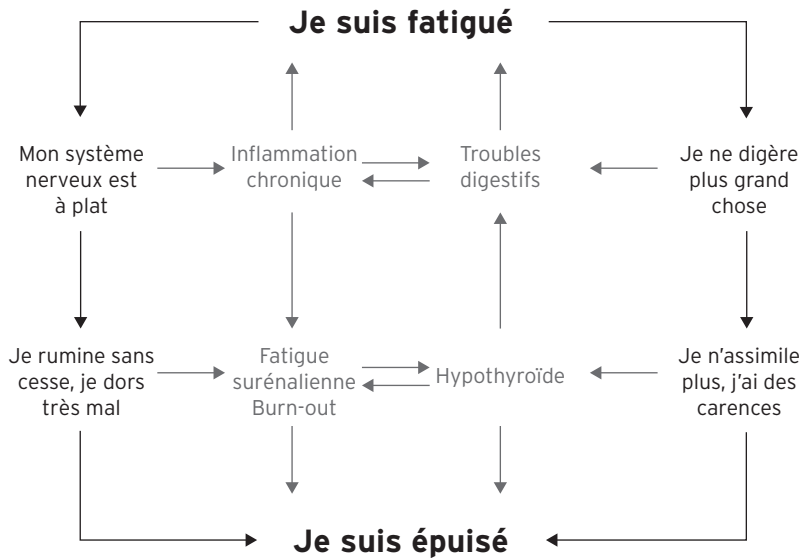 Je suis fatigué
Mon système
nerveux est
à plat
Inflammation
chronique
Troubles
digestifs
Je ne digère
plus grand
chose
Je rumine sans
cesse, je dors
très mal
Fatigue
surénalienne
Burn-out
Hypothyroïde
Je n'assimile
plus, j'ai des
carences
Je suis épuisé